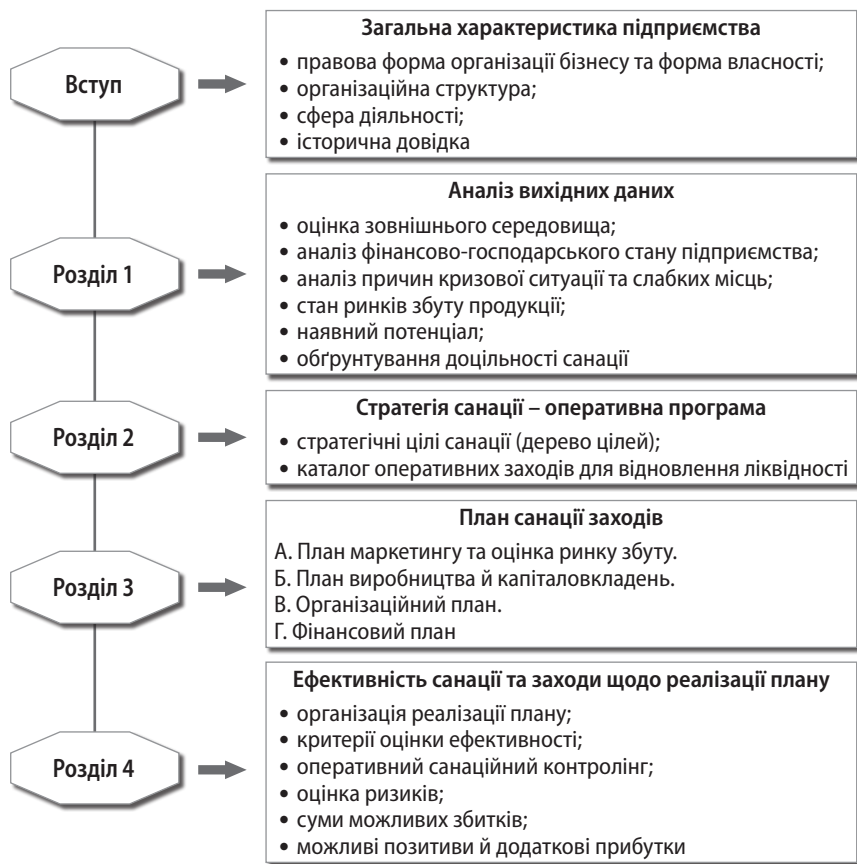 Вступ
Загальна характеристика підприємства
• правова форма організації бізнесу та форма власності;
• організаційна структура;
• сфера діяльності;
• історична довідка
Розділ 1
Аналіз вихідних даних
• оцінка зовнішнього середовища;
• аналіз фінансово-господарського стану підприємства;
• аналіз причин кризової ситуації та слабких місць;
• стан ринків збуту продукції;
• наявний потенціал;
• обґрунтування доцільності санації
Розділ 2
Стратегія санації – оперативна програма
• стратегічні цілі санації (дерево цілей);
• каталог оперативних заходів для відновлення ліквідності
Розділ 3
План санації заходів
А. План маркетингу та оцінка ринку збуту.
Б. План виробництва й капіталовкладень.
В. Організаційний план.
Г. Фінансовий план
Розділ 4
Ефективність санації та заходи щодо реалізації плану
• організація реалізації плану;
• критерії оцінки ефективності;
• оперативний санаційний контролінг;
• оцінка ризиків;
• суми можливих збитків;
• можливі позитиви й додаткові прибутки